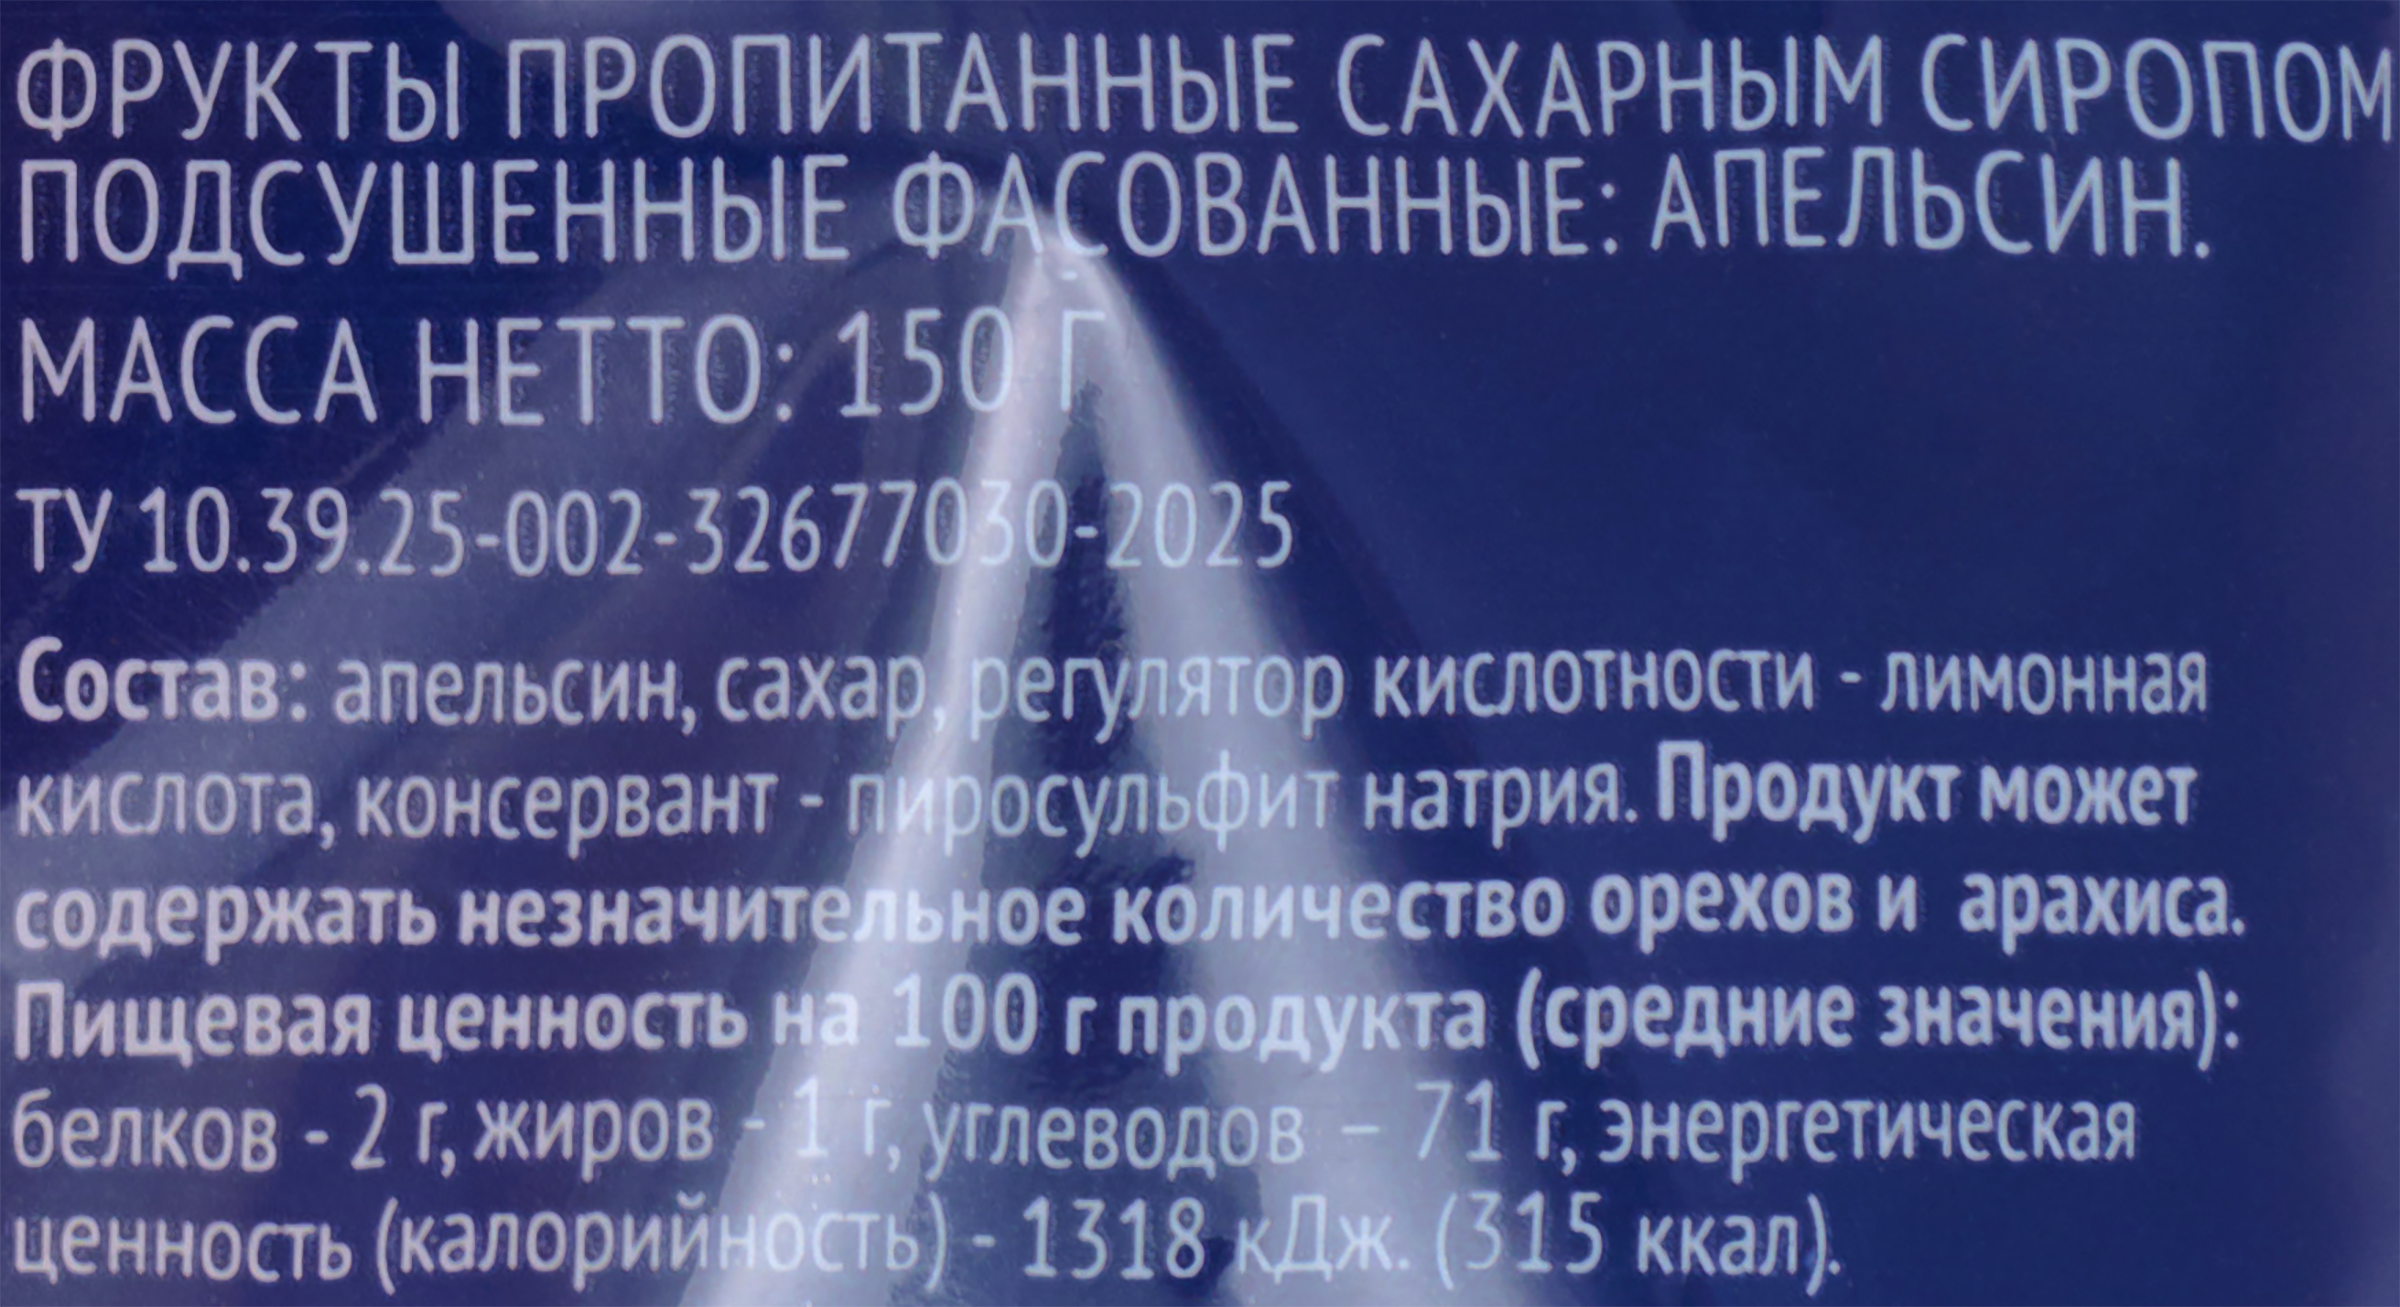 ФРУКТЫ ПРОПИТАННЫЕ САХАРНЫМ СИРОПОМ
ПОДСУШЕННЫЕ ФАСОВАННЫЕ: АПЕЛЬСИН.
МАССА НЕТТО: 150 Г
ТУ 10.39.25-002-32677030-2025
Состав: апельсин, сахар, регулятор кислотности - лимонная
кислота, консервант - пиросульфит натрия. Продукт может
содержать незначительное количество орехов и арахиса.
Пищевая ценность на 100 г продукта (средние значения):
белков - 2 г, жиров - 1 г, углеводов – 71 г, энергетическая
ценность (калорийность) - 1318 кДж. (315 ккал).